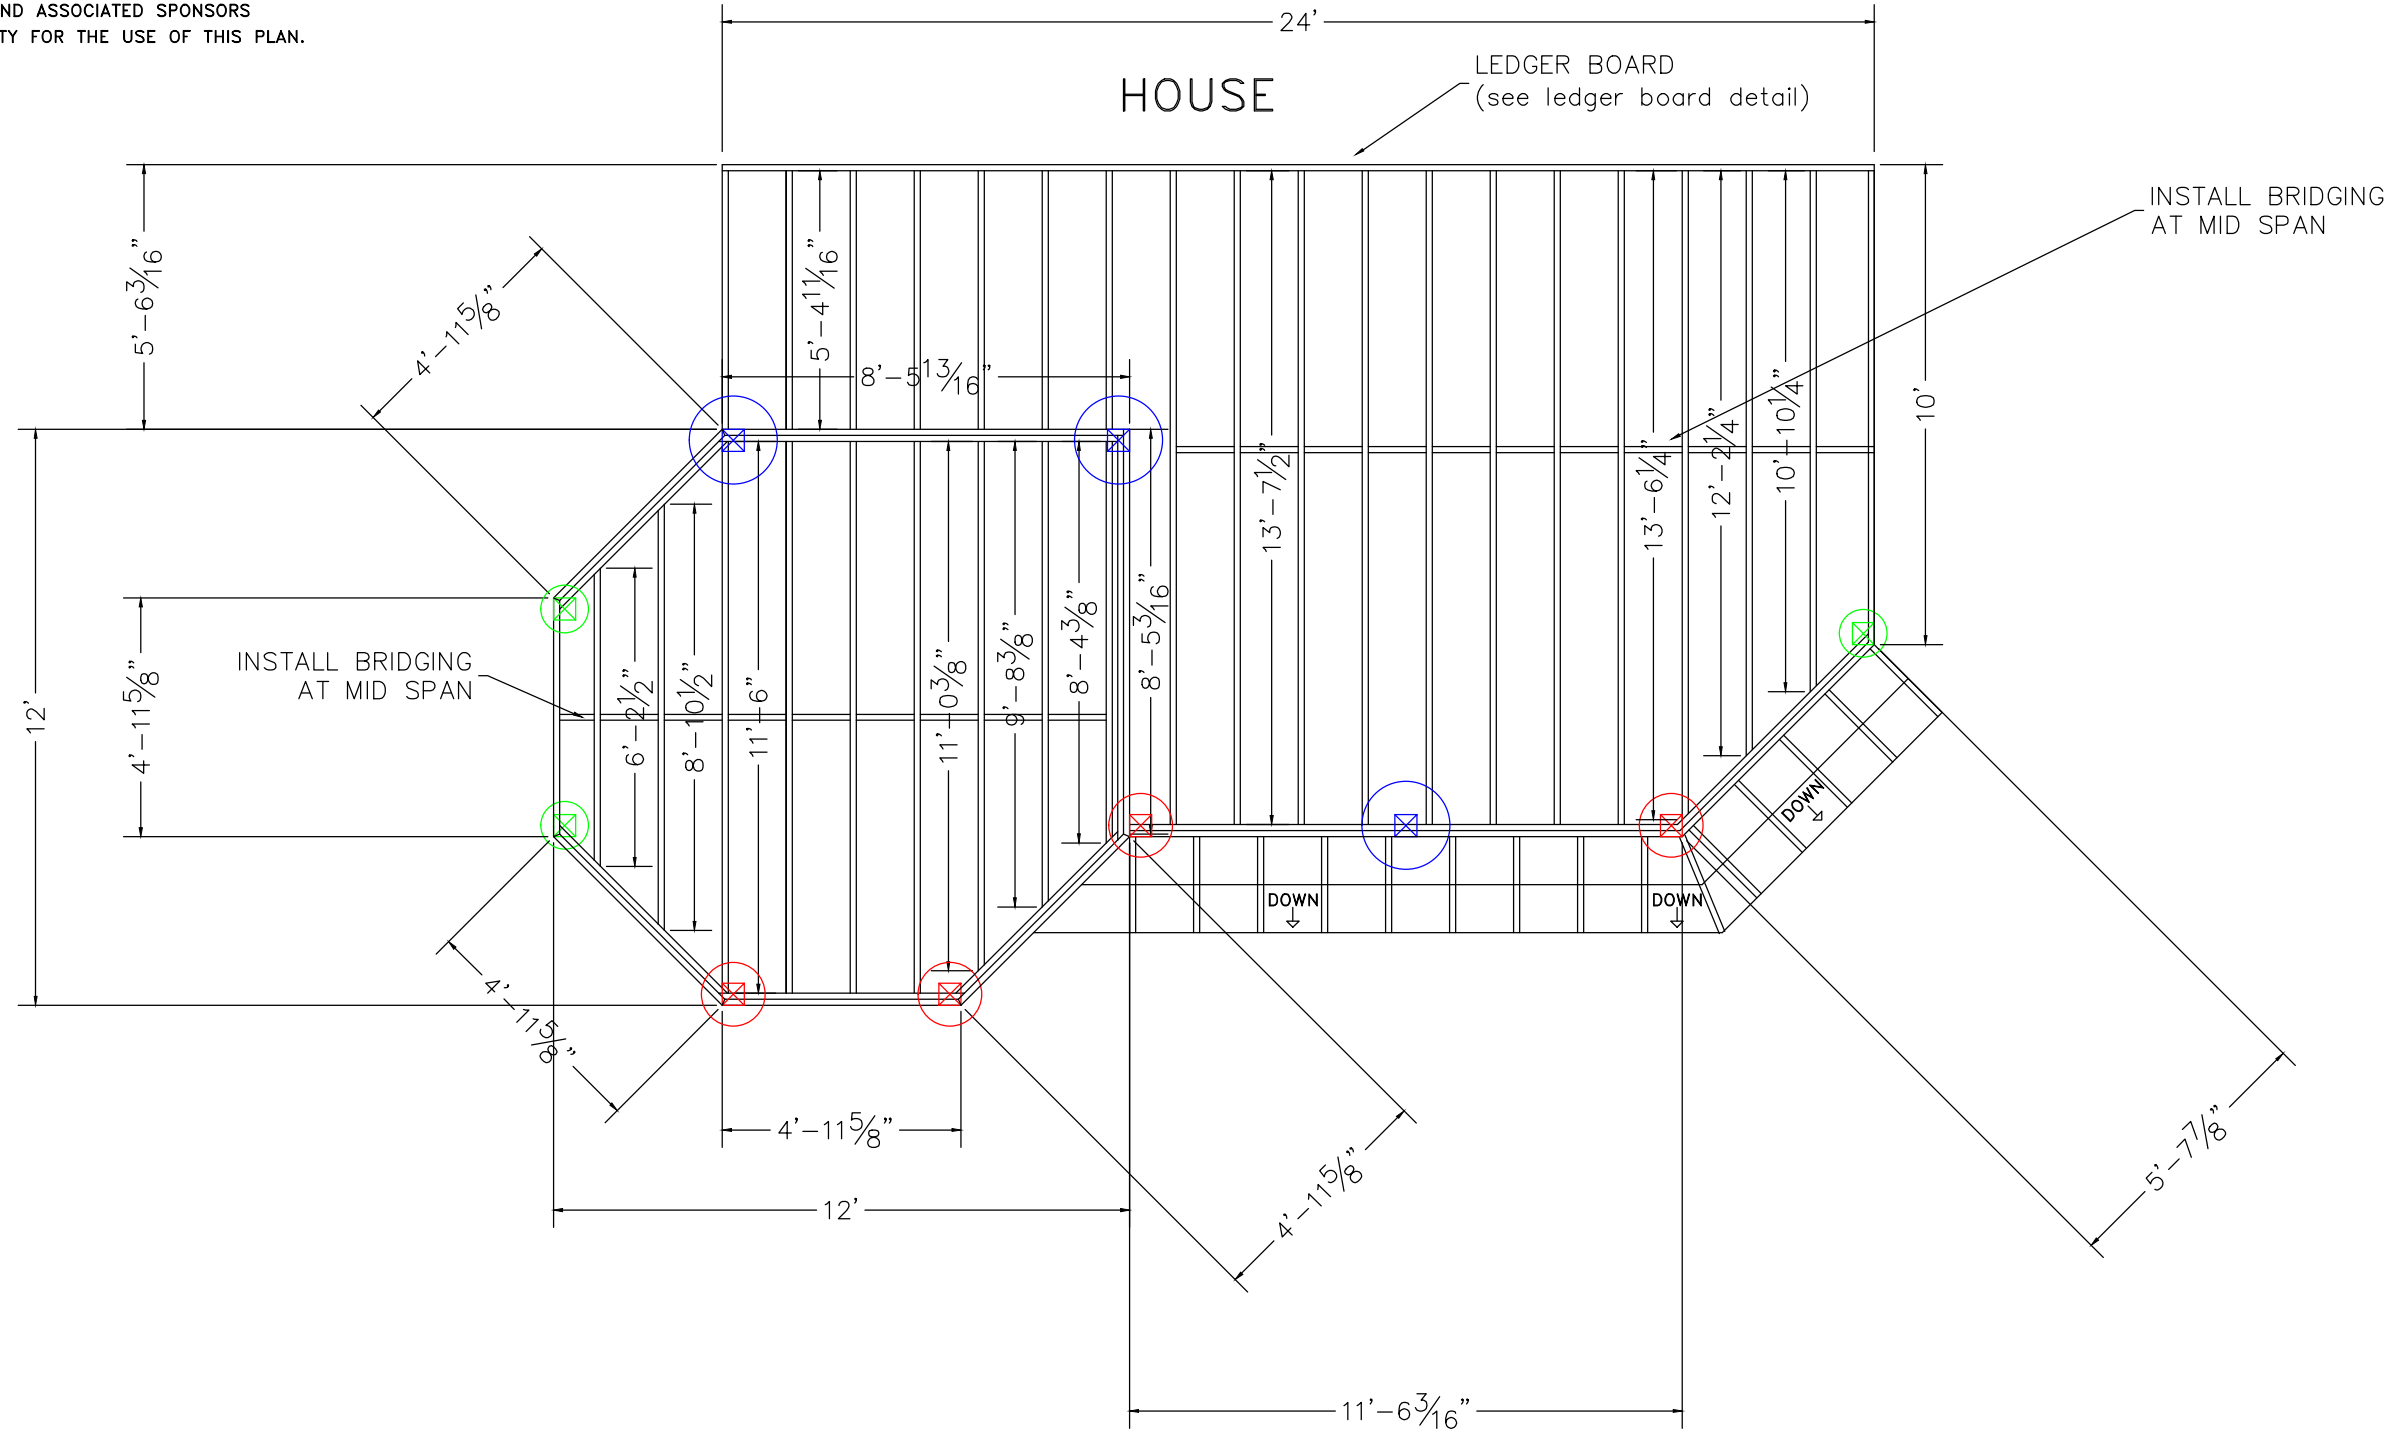 ND ASSOCIATED SPONSORS
TY FOR THE USE OF THIS PLAN.
24'
HOUSE
LEDGER BOARD
(see ledger board detail)
INSTALL BRIDGING
AT MID SPAN
5'-6 3/16"
5'-4 11/16"
4'-11 5/8"
8'-5 13/16"
10'
10'-10 1/4"
12'-2 1/4"
13'-6 1/4"
13'-7 1/2"
12'
4'-11 5/8"
INSTALL BRIDGING
AT MID SPAN
6'-2 1/2"
8'-10 1/2"
11'-6"
11'-0 3/8"
9'-8 3/8"
8'-4 3/8"
8'-5 3/16"
DOWN
DOWN
DOWN
4'-11 5/8"
4'-11 5/8"
12'
4'-11 5/8"
5'-7 7/8"
11'-6 3/16"